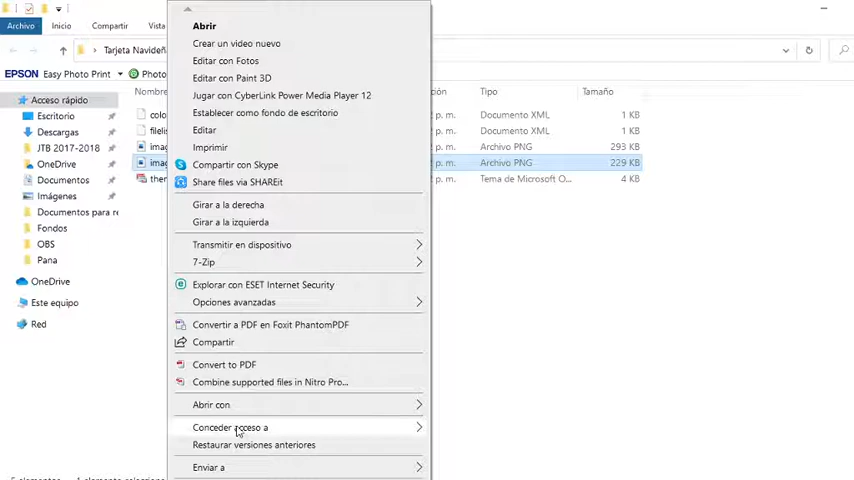 Archivo Inicio Compartir Vista
Tarjeta Navideñ
EPSON Easy Photo Print Photo
Nombre Tipo Tamaño
Acceso rápido
Escritorio
Descargas
JTB 2017-2018
OneDrive
Documentos
Imágenes
Documentos para re
Fondos
OBS
Pana
OneDrive
Este equipo
Red
colo
filelis
imag
imag
them
Abrir
Crear un video nuevo
Editar con Fotos
Editar con Paint 3D
Jugar con CyberLink Power Media Player 12
Establecer como fondo de escritorio
Editar
Imprimir
Compartir con Skype
Share files via SHAREit
Girar a la derecha
Girar a la izquierda
Transmitir en dispositivo
7-Zip
Explorar con ESET Internet Security
Opciones avanzadas
Convertir a PDF en Foxit PhantomPDF
Compartir
Convert to PDF
Combine supported files in Nitro Pro...
Abrir con
Conceder acceso a
Restaurar versiones anteriores
Enviar a
ción
p. m. Documento XML 1 KB
p. m. Documento XML 1 KB
p. m. Archivo PNG 293 KB
p. m. Archivo PNG 229 KB
p. m. Tema de Microsoft O... 4 KB